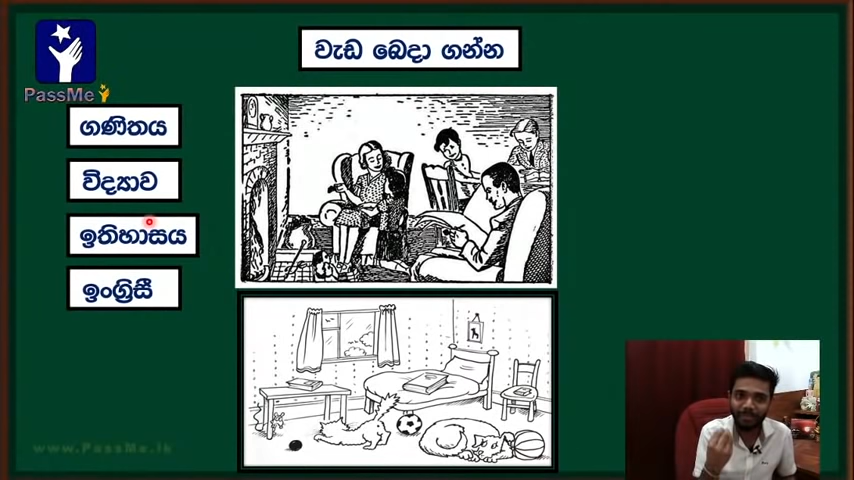 වැඩ බෙදා ගන්න
PassMe
ගණිතය
විද්‍යාව
ඉතිහාසය
ඉංග්‍රිසී
www.PassMe.lk